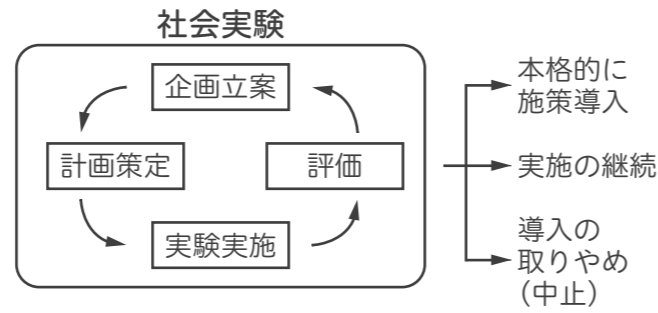 社会実験
企画立案
計画策定
評価
実験実施
本格的に
施策導入
実施の継続
導入の
取りやめ
（中止）